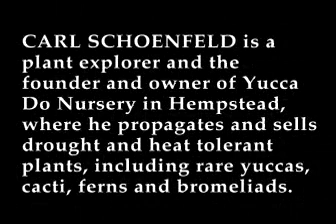 CARL SCHOENFELD is a
plant explorer and the
founder and owner of Yucca
Do Nursery in Hempstead,
where he propagates and sells
drought and heat tolerant
plants, including rare yuccas,
cacti, ferns and bromeliads.